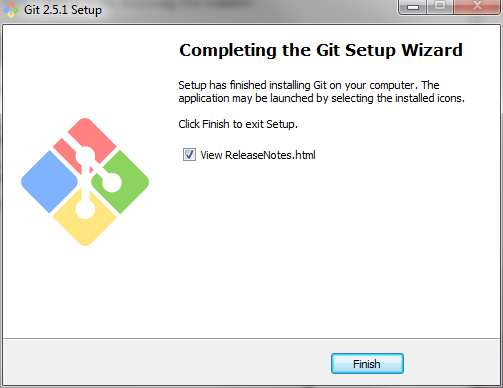 Git 2.5.1 Setup
Completing the Git Setup Wizard
Setup has finished installing Git on your computer. The
application may be launched by selecting the installed icons.
Click Finish to exit Setup.
View ReleaseNotes.html
Finish